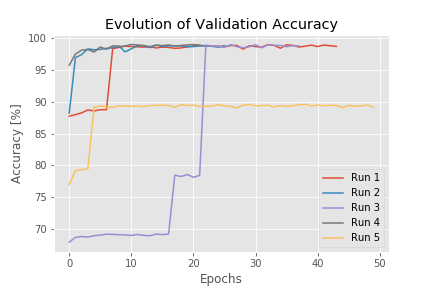 Evolution of Validation Accuracy
100
95
90
85
80
75
70
Accuracy [%]
Run 1
Run 2
Run 3
Run 4
Run 5
0 10 20 30 40 50
Epochs